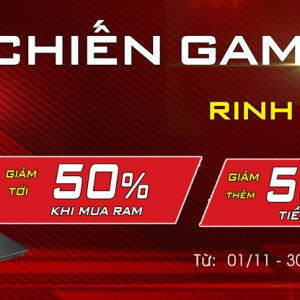 CHIẾN GAM
RINH
GIẢM TỚI 50% KHI MUA RAM
GIẢM THÊM 5 TIỀ
Từ: 01/11 - 30